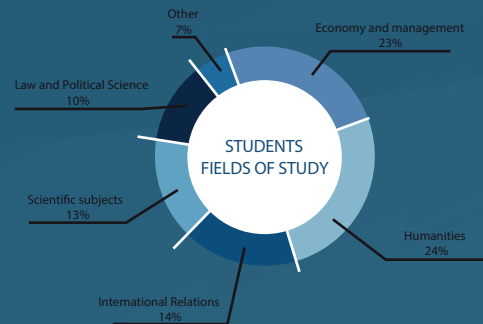 Other
7%
Economy and management
23%
Law and Political Science
10%
STUDENTS
FIELDS OF STUDY
Scientific subjects
13%
Humanities
24%
International Relations
14%